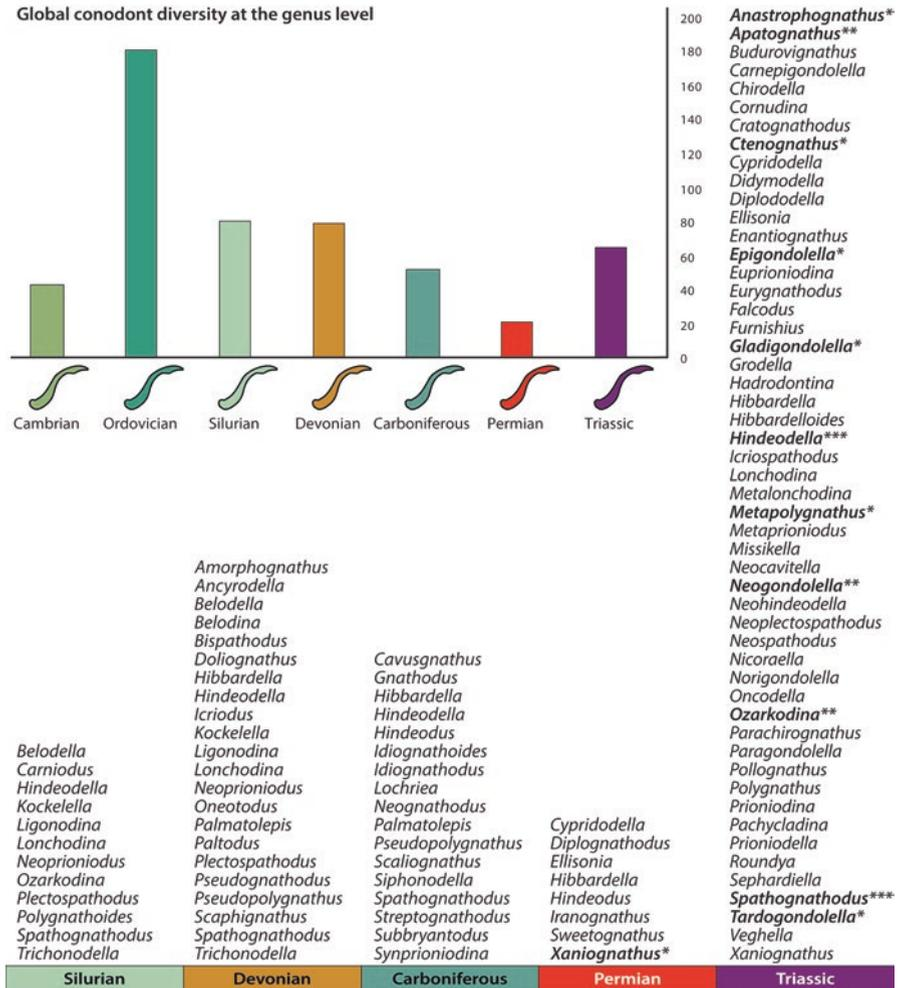 Global conodont diversity at the genus level
200
180
160
140
120
100
80
60
40
20
0
Cambrian
Ordovician
Silurian
Devonian
Carboniferous
Permian
Triassic
Belodella
Carniodus
Hindeodella
Kockelella
Ligonodina
Lonchodina
Neoprioniodus
Ozarkodina
Plectospathodus
Polygnathoides
Spathognathodus
Trichonodella
Silurian
Amorphognathus
Ancyrodella
Belodella
Belodina
Bispathodus
Doliognathus
Hibbardella
Hindeodella
Icriodus
Kockelella
Ligonodina
Lonchodina
Neoprioniodus
Oneotodus
Palmatolepis
Paltodus
Plectospathodus
Pseudognathodus
Pseudopolygnathus
Scaphignathus
Spathognathodus
Trichonodella
Devonian
Cavusgnathus
Gnathodus
Hibbardella
Hindeodella
Hindeodus
Idiognathoides
Idiognathodus
Lochriea
Neognathodus
Palmatolepis
Pseudopolygnathus
Scaliognathus
Siphonodella
Spathognathodus
Streptognathodus
Subbryantodus
Synprioniodina
Carboniferous
Cypridodella
Diplognathodus
Ellisonia
Hibbardella
Hindeodus
Iranognathus
Sweetognathus
Xaniognathus*
Permian
Anastrophognathus*
Apatognathus**
Budurovignathus
Carnepigondolella
Chirodella
Cornudina
Cratognathodus
Ctenognathus*
Cypridodella
Didymodella
Diplododella
Ellisonia
Enantiognathus
Epigondolella*
Euprioniodina
Eurygnathodus
Falcodus
Furnishius
Gladigondolella*
Grodella
Hadrodontina
Hibbardella
Hibbardelloides
Hindeodella***
Icriospathodus
Lonchodina
Metalonchodina
Metapolygnathus*
Metaprioniodus
Missikella
Neocavitella
Neogondolella**
Neohindeodella
Neoplectospathodus
Neospathodus
Nicoraella
Norigondolella
Oncodella
Ozarkodina**
Parachirognathus
Paragondolella
Pollognathus
Polygnathus
Prioniodina
Pachycladina
Prioniodella
Roundya
Sephardiella
Spathognathodus***
Tardogondolella*
Veghella
Xaniognathus
Triassic